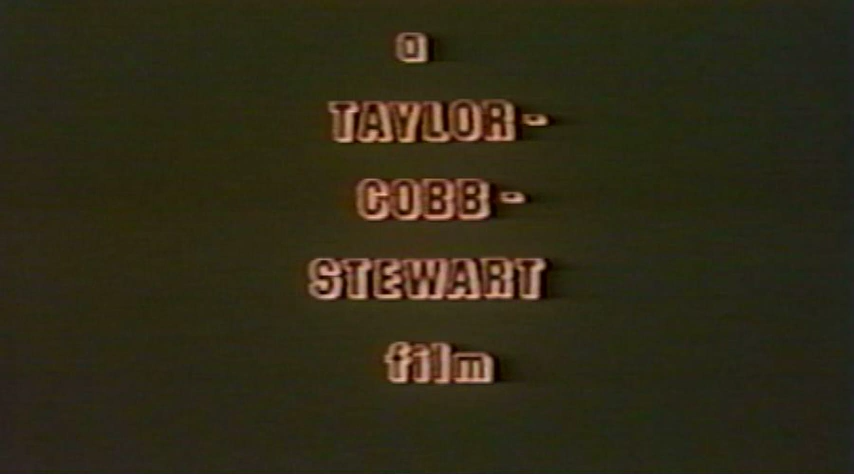 a
TAYLOR-
COBB-
STEWART
film